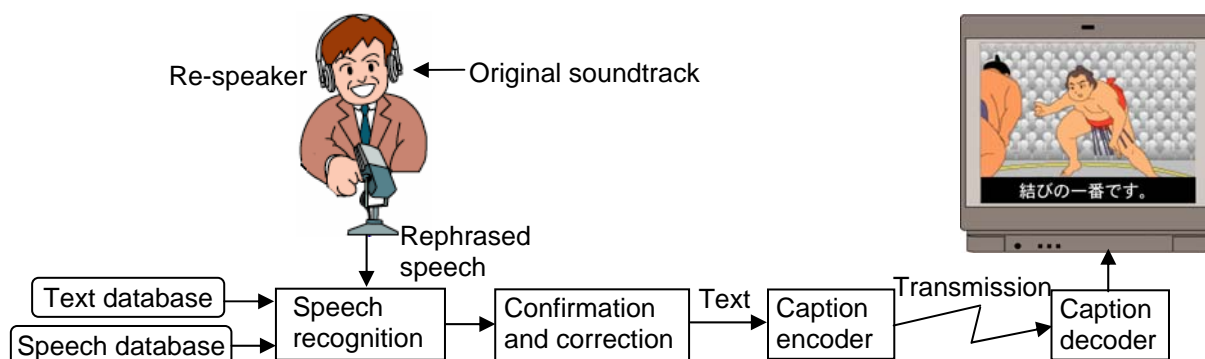 Re-speaker
Original soundtrack
結びの一番です。
Rephrased
speech
Text database
Speech database
Speech
recognition
Confirmation
and correction
Text
Caption
encoder
Transmission
Caption
decoder